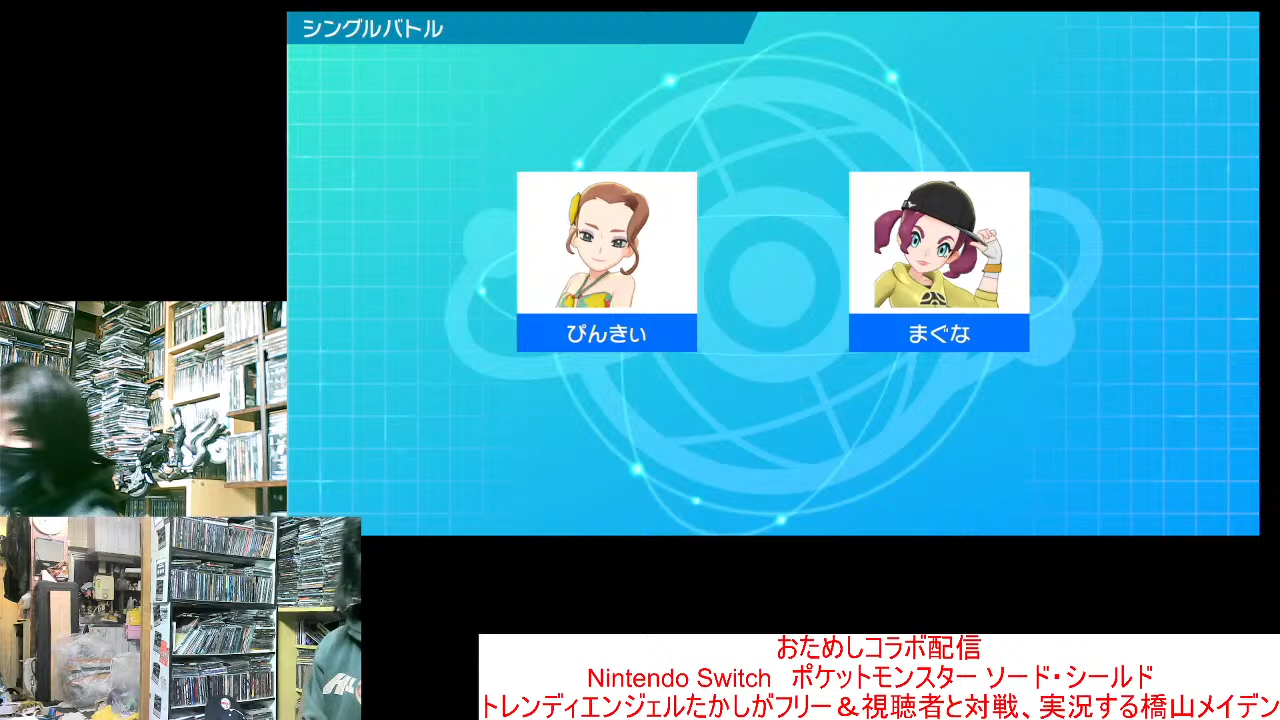 シングルバトル
ぴんきぃ
まぐな
おためしコラボ配信
Nintendo Switch ポケットモンスター ソード・シールド
トレンディエンジェルたかしがフリー＆視聴者と対戦、実況する橋山メイデン